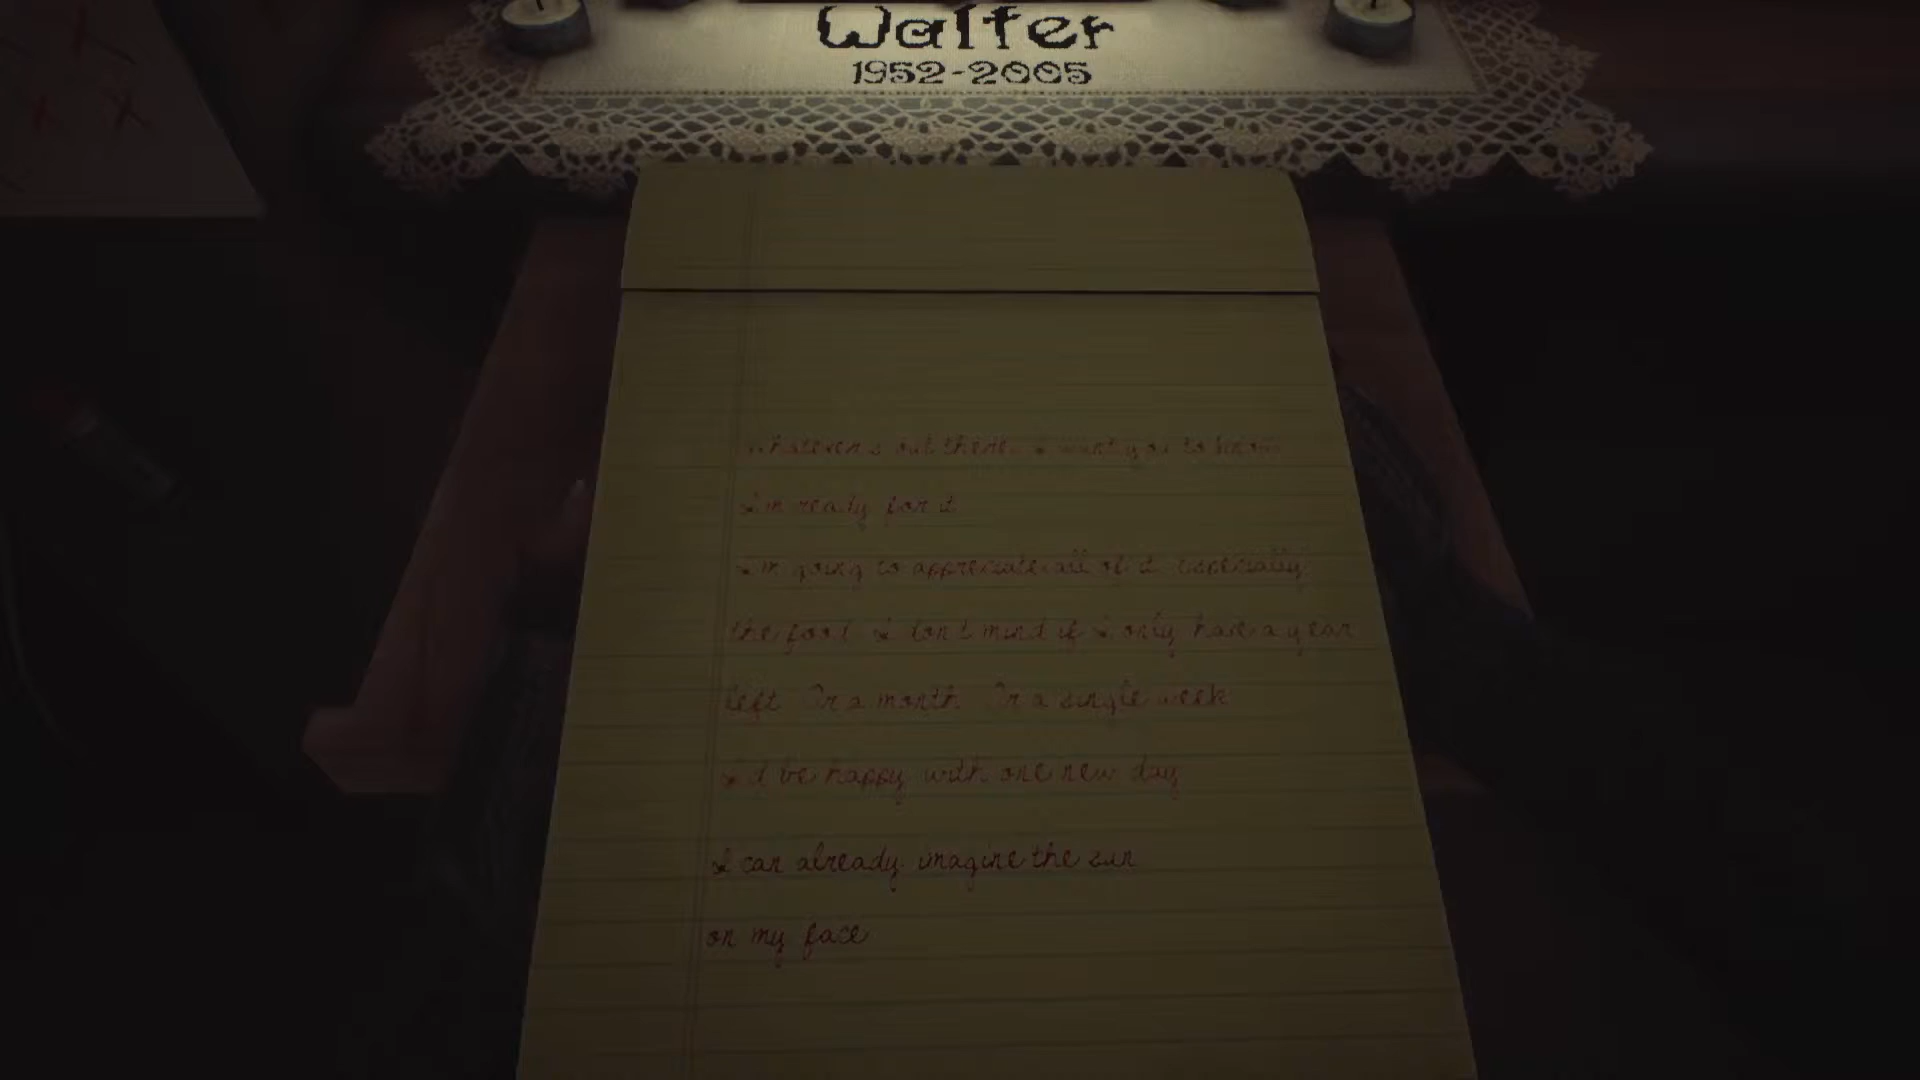 Walter
1952-2005
Whatever's out there. I want you to know
I'm ready for it
I'm going to appreciate all of it especially
the food I don't mind if I only have a year
left Or a month Or a single week
I'd be happy with one new day
I can already imagine the sun
on my face